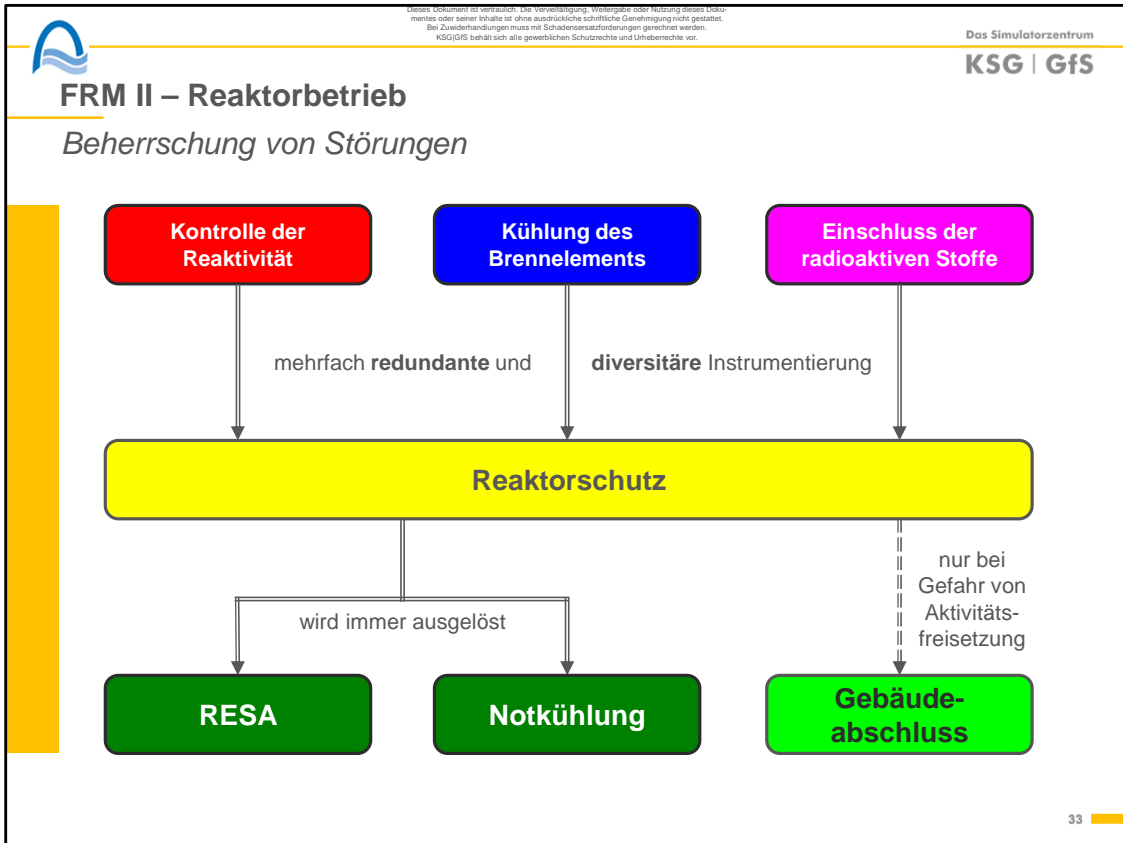 Dieses Dokument ist vertraulich. Die Vervielfältigung, Weitergabe oder Nutzung dieses Doku-
mentes oder seiner Inhalte ist ohne ausdrückliche schriftliche Genehmigung nicht gestattet.
Bei Zuwiderhandlungen muss mit Schadensersatzforderungen gerechnet werden.
KSG|GfS behält sich alle gewerblichen Schutzrechte und Urheberrechte vor.
Das Simulatorzentrum
KSG | GfS
FRM II – Reaktorbetrieb
Beherrschung von Störungen
Kontrolle der
Reaktivität
Kühlung des
Brennelements
Einschluss der
radioaktiven Stoffe
mehrfach redundante und
diversitäre Instrumentierung
Reaktorschutz
wird immer ausgelöst
nur bei
Gefahr von
Aktivitäts-
freisetzung
RESA
Notkühlung
Gebäude-
abschluss
33